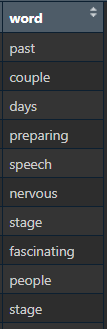 word
past
couple
days
preparing
speech
nervous
stage
fascinating
people
stage